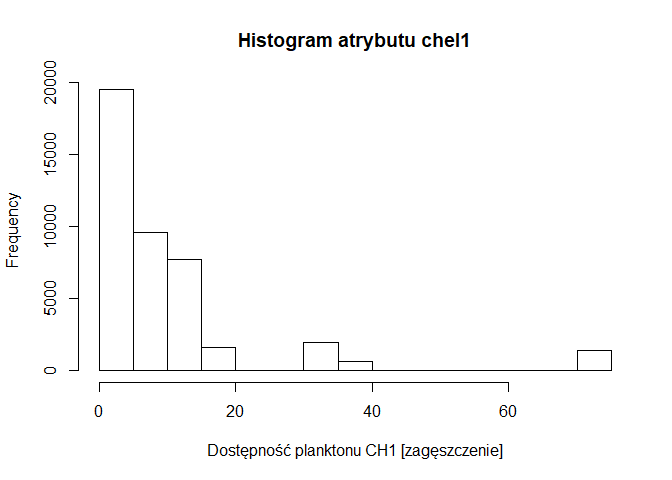 Histogram atrybutu chel1
Frequency
20000
15000
10000
5000
0
0 20 40 60
Dostępność planktonu CH1 [zagęszczenie]